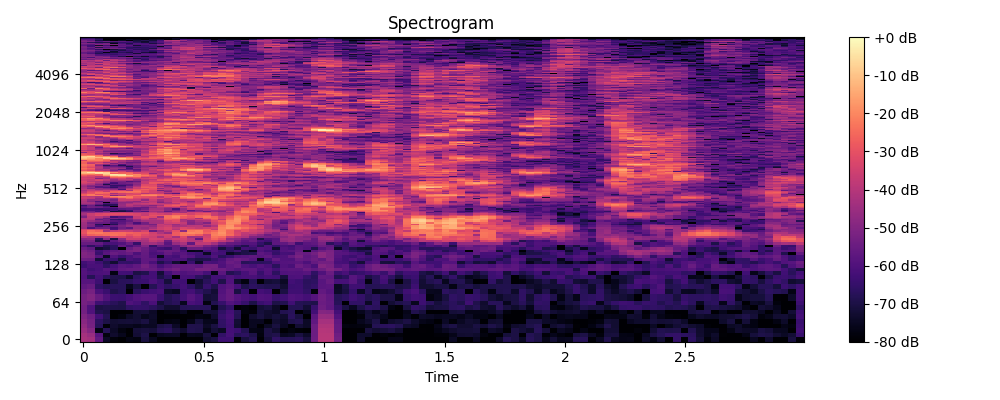 Spectrogram
Hz
4096
2048
1024
512
256
128
64
0
0
0.5
1
1.5
2
2.5
Time
+0 dB
-10 dB
-20 dB
-30 dB
-40 dB
-50 dB
-60 dB
-70 dB
-80 dB